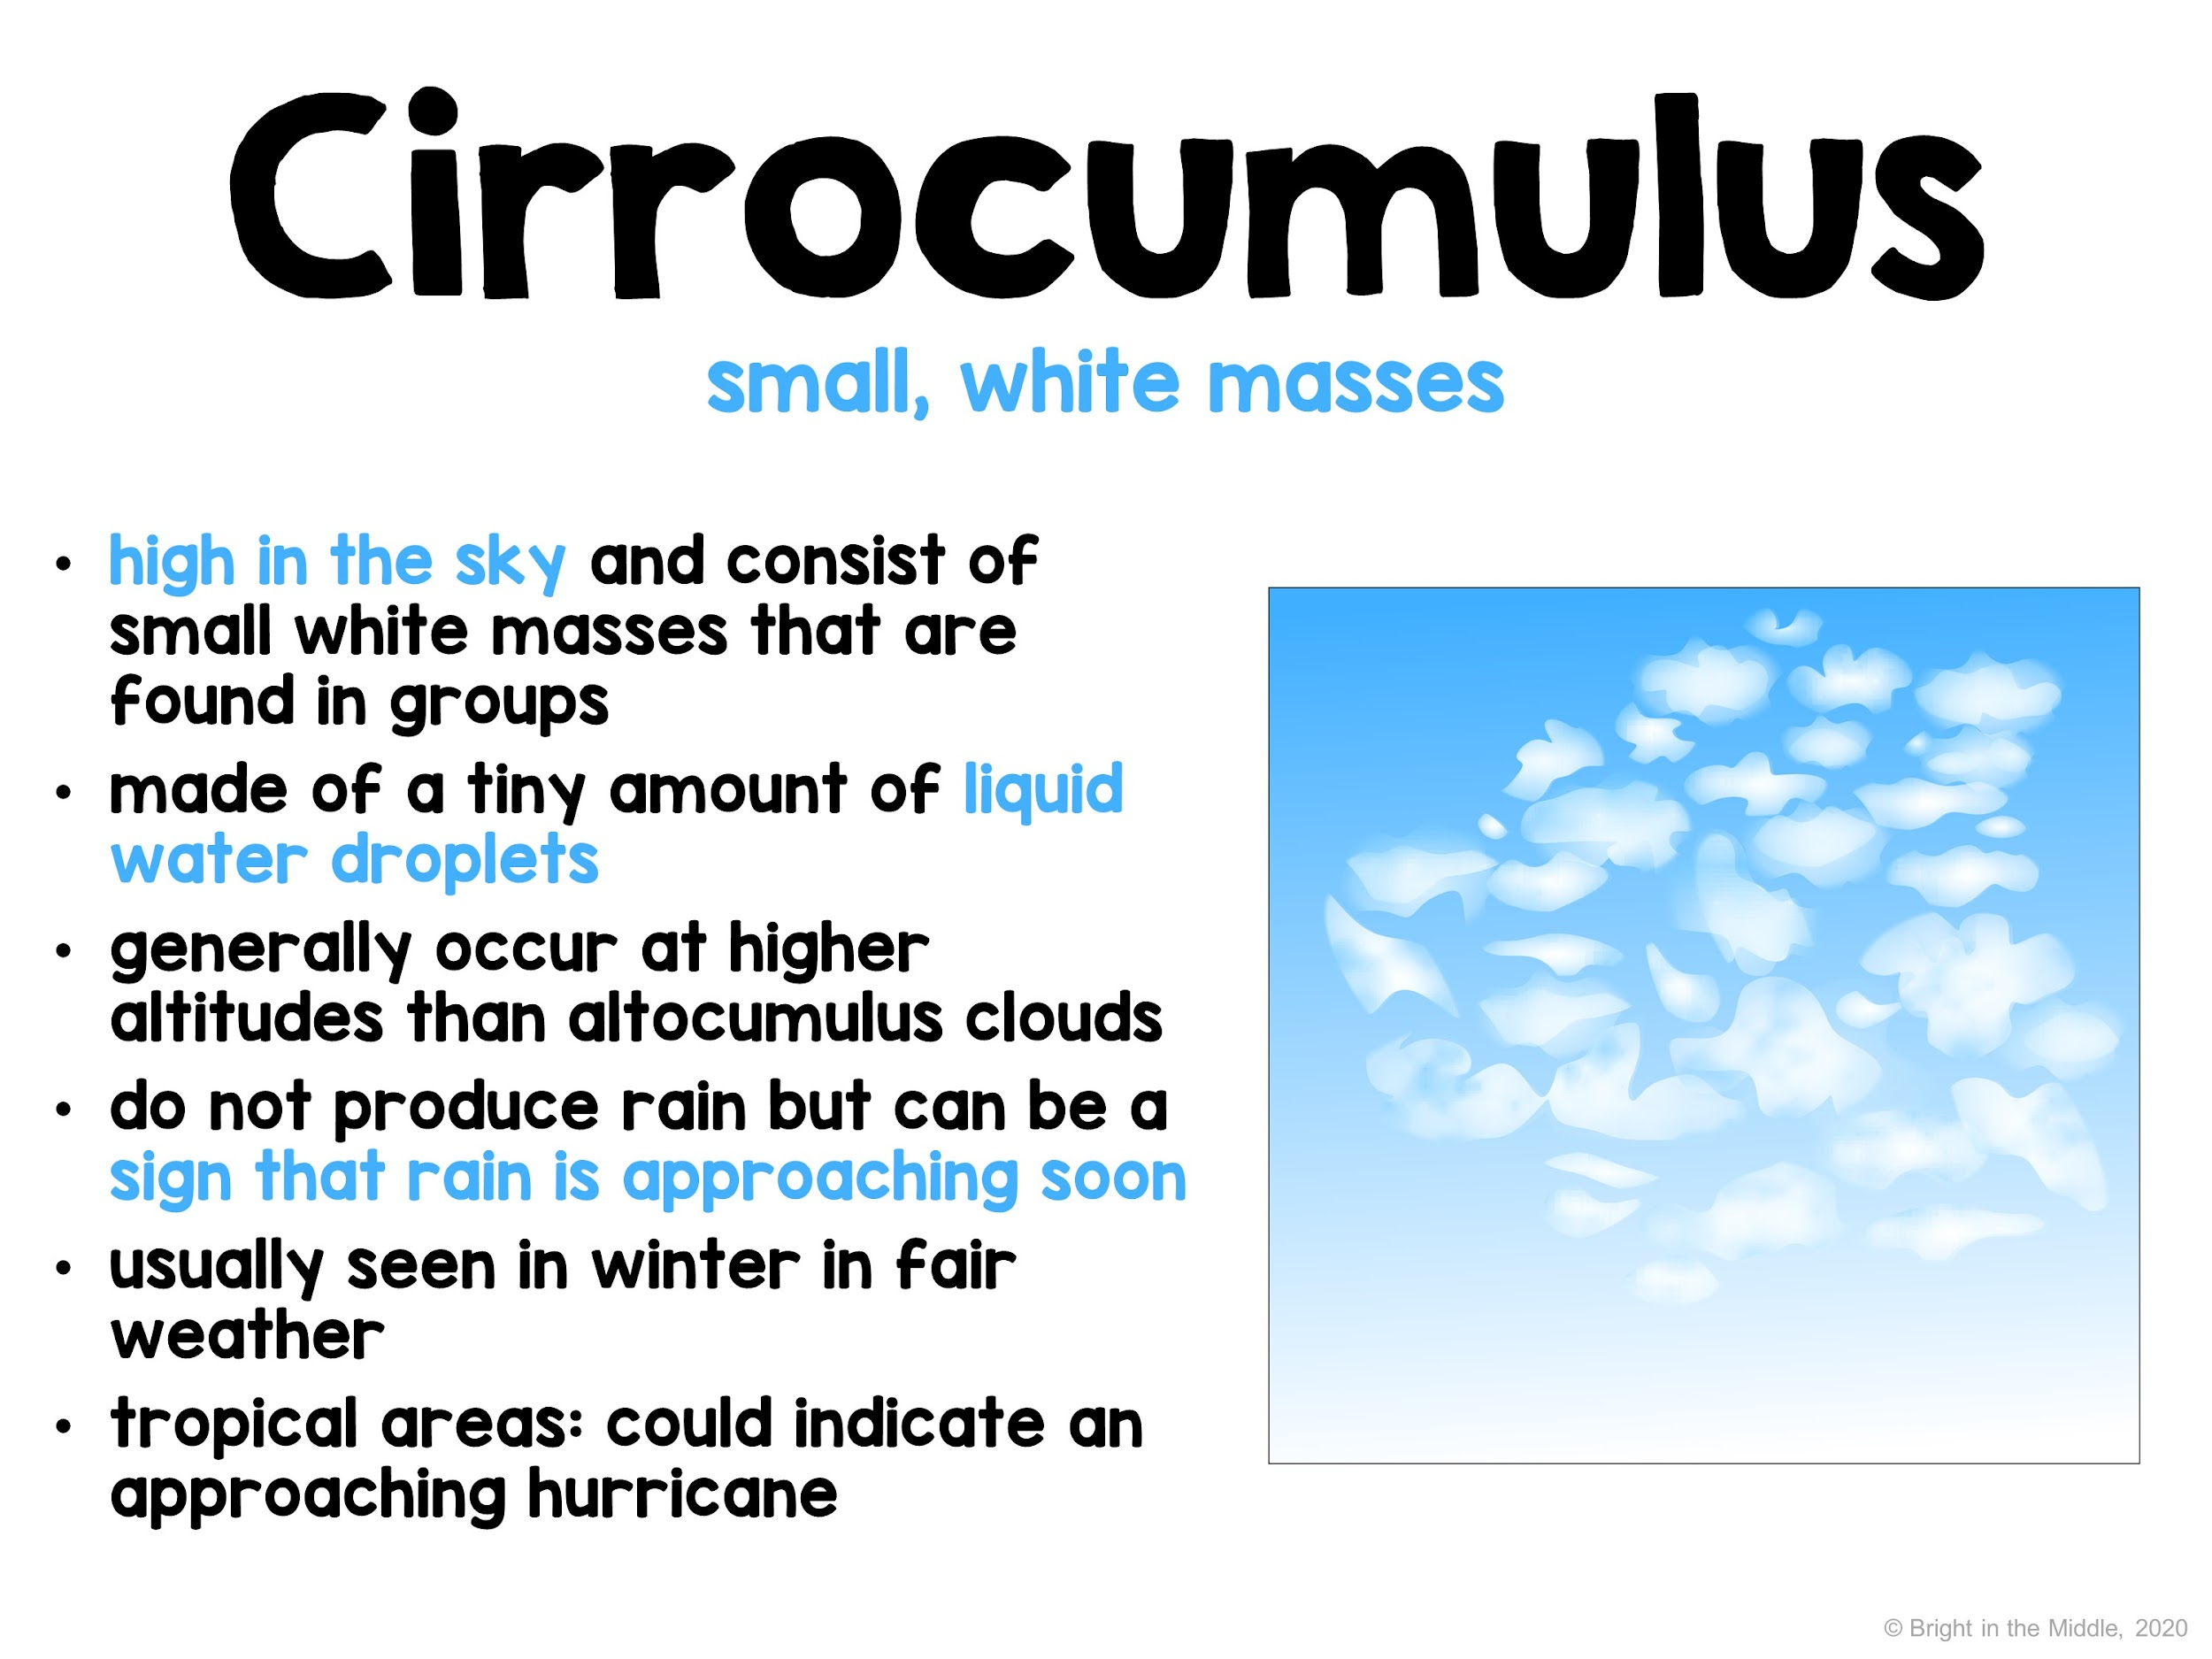 Cirrocumulus
small, white masses
• high in the sky and consist of
small white masses that are
found in groups
• made of a tiny amount of liquid
water droplets
• generally occur at higher
altitudes than altocumulus clouds
• do not produce rain but can be a
sign that rain is approaching soon
• usually seen in winter in fair
weather
• tropical areas: could indicate an
approaching hurricane
© Bright in the Middle, 2020